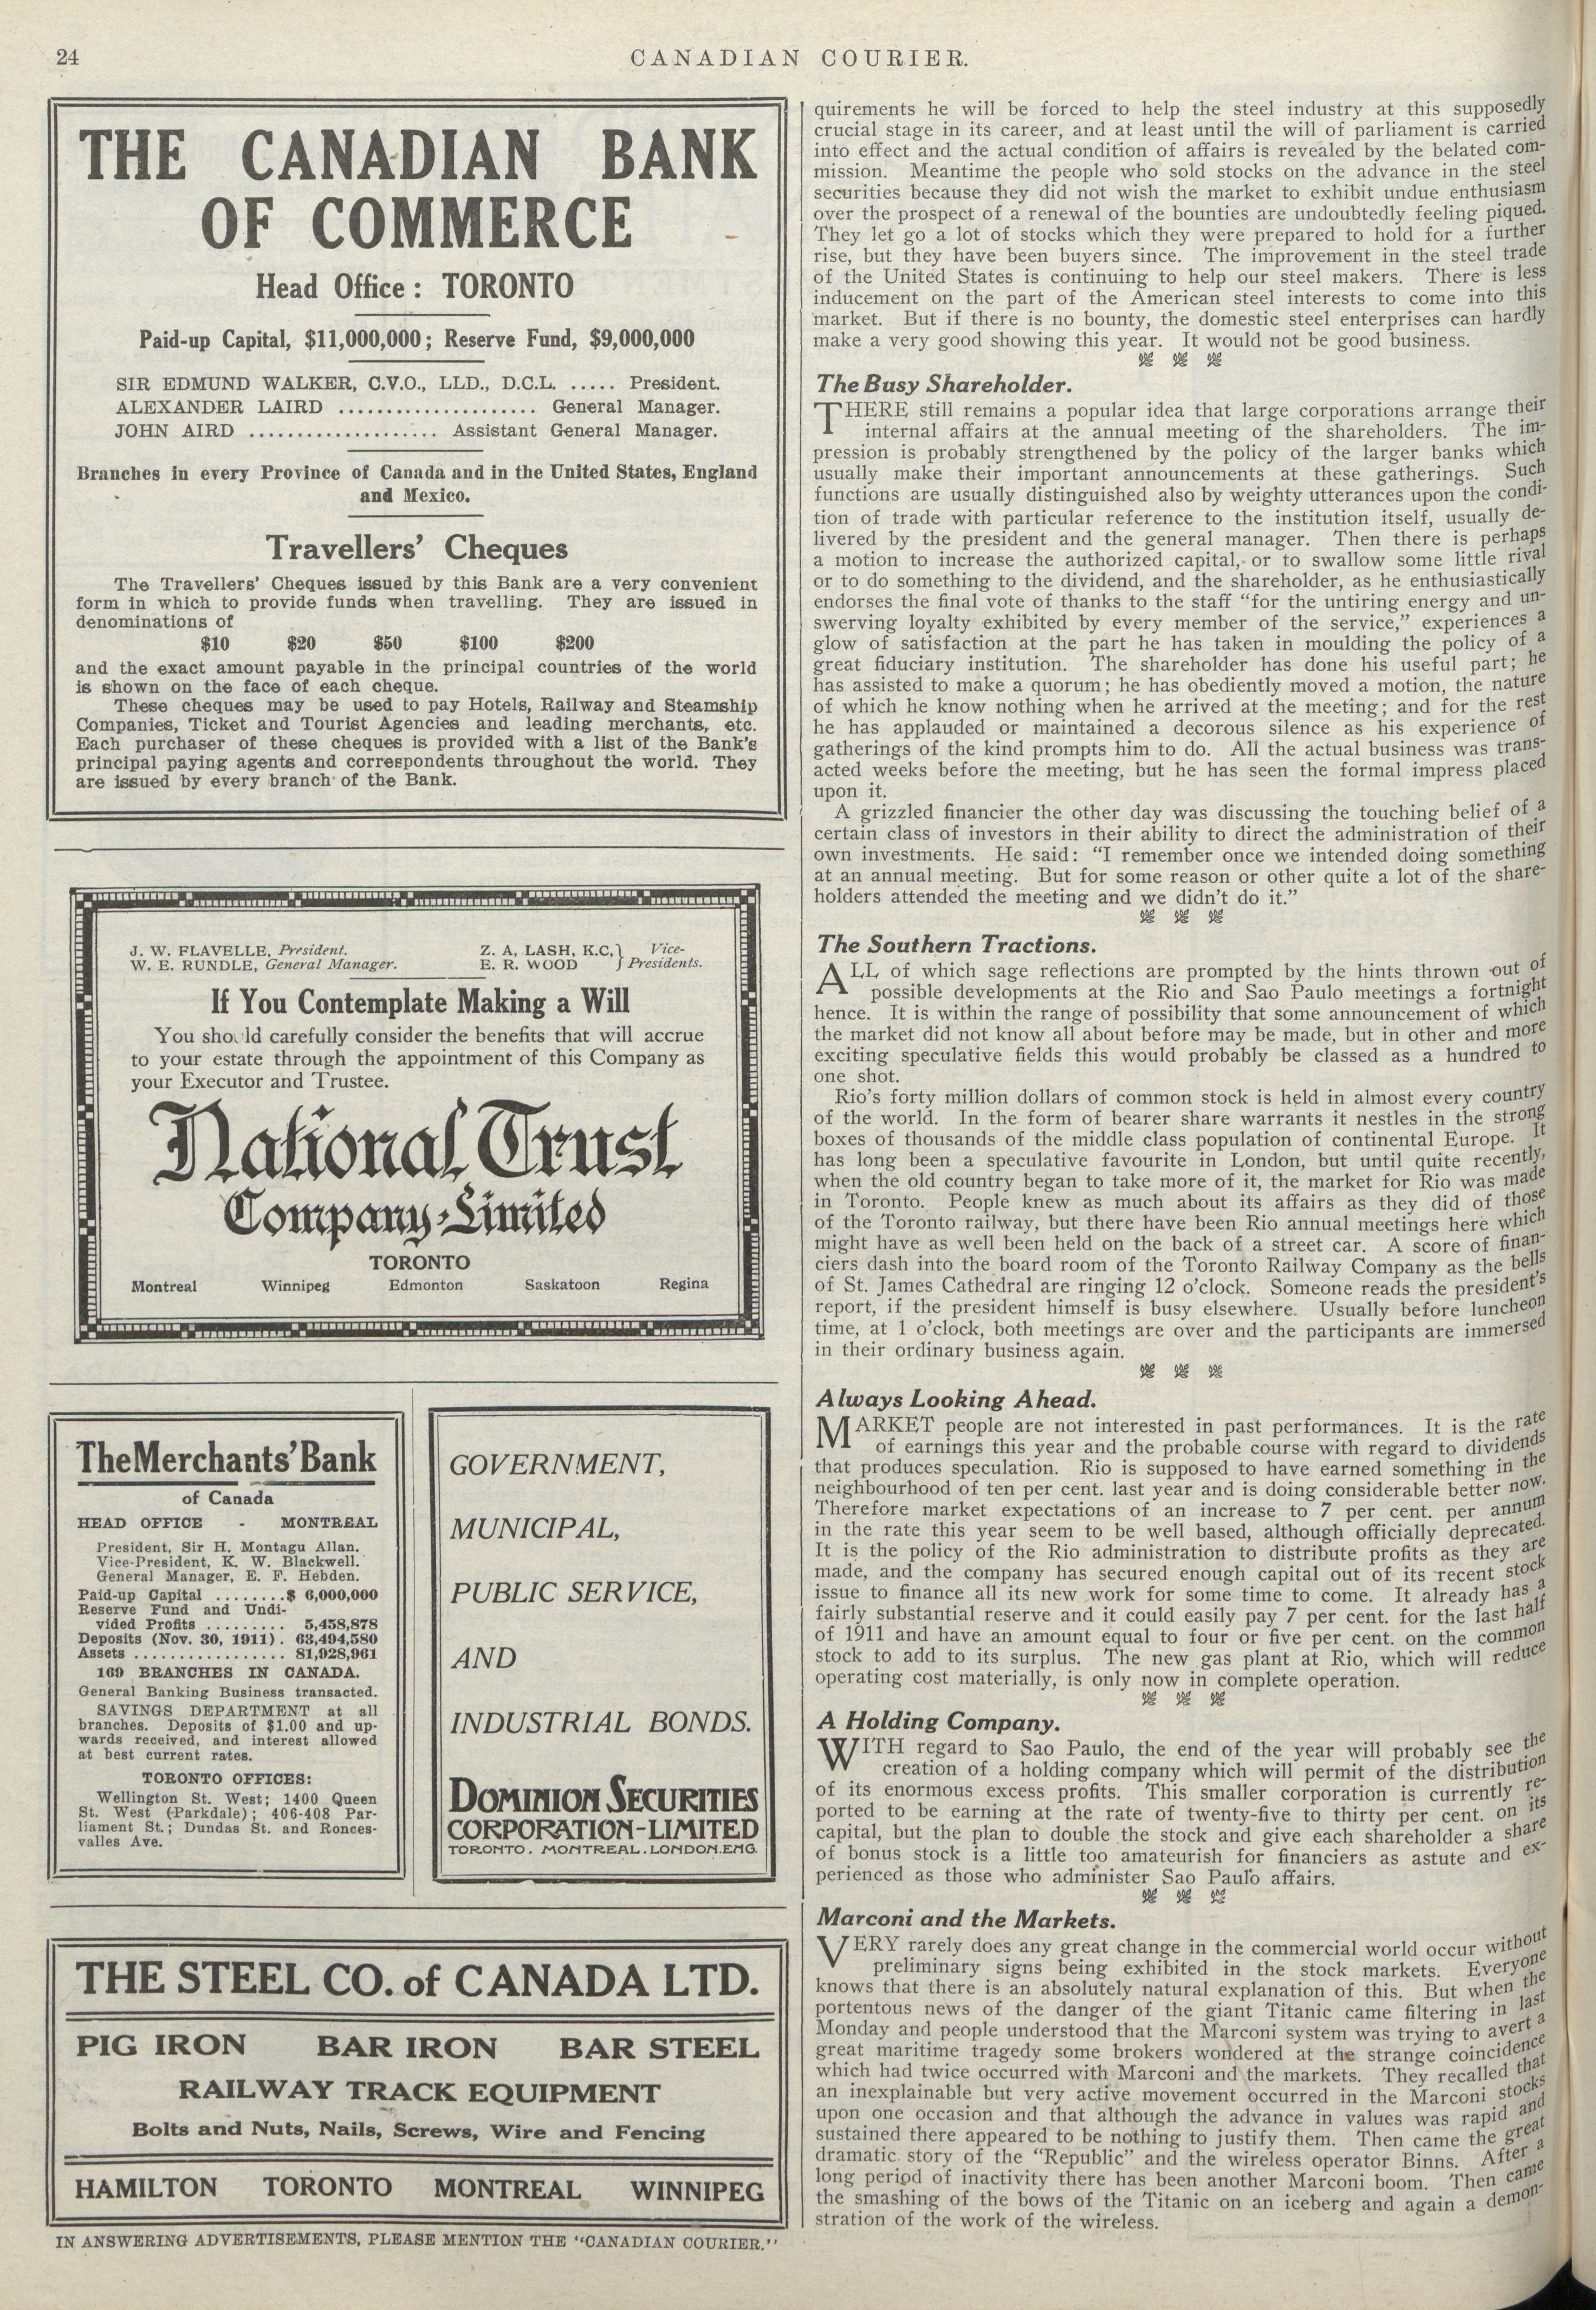 24
CANADIAN COURIER.
THE CANADIAN BANK
OF COMMERCE
Head Office : TORONTO
Paid-up Capital, $11,000,000; Reserve Fund, $9,000,000
SIR EDMUND WALKER, C.V.O., LLD., D.C.L. ..... President.
ALEXANDER LAIRD ..................... General Manager.
JOHN AIRD .................... Assistant General Manager.
Branches in every Province of Canada and in the United States, England
and Mexico.
Travellers' Cheques
The Travellers' Cheques issued by this Bank are a very convenient
form in which to provide funds when travelling. They are issued in
denominations of
$10 $20 $50 $100 $200
and the exact amount payable in the principal countries of the world
is shown on the face of each cheque.
These cheques may be used to pay Hotels, Railway and Steamship
Companies, Ticket and Tourist Agencies and leading merchants, etc.
Each purchaser of these cheques is provided with a list of the Bank's
principal paying agents and correspondents throughout the world. They
are issued by every branch of the Bank.
J. W. FLAVELLE, President.
W. E. RUNDLE, General Manager.
Z. A. LASH, K.C. } Vice-
E. R. WOOD } Presidents.
If You Contemplate Making a Will
You should carefully consider the benefits that will accrue
to your estate through the appointment of this Company as
your Executor and Trustee.
National Trust
Company-Limited
TORONTO
Montreal Winnipeg Edmonton Saskatoon Regina
The Merchants' Bank
of Canada
HEAD OFFICE - MONTREAL
President, Sir H. Montagu Allan.
Vice-President, K. W. Blackwell.
General Manager, E. F. Hebden.
Paid-up Capital ........$ 6,000,000
Reserve Fund and Undi-
vided Profits ......... 5,458,878
Deposits (Nov. 30, 1911). 63,494,580
Assets ................ 81,928,961
169 BRANCHES IN CANADA.
General Banking Business transacted.
SAVINGS DEPARTMENT at all
branches. Deposits of $1.00 and up-
wards received, and interest allowed
at best current rates.
TORONTO OFFICES:
Wellington St. West; 1400 Queen
St. West (Parkdale); 406-408 Par-
liament St.; Dundas St. and Ronces-
valles Ave.
GOVERNMENT,
MUNICIPAL,
PUBLIC SERVICE,
AND
INDUSTRIAL BONDS.
DOMINION SECURITIES
CORPORATION-LIMITED
TORONTO. MONTREAL. LONDON.ENG.
THE STEEL CO. of CANADA LTD.
PIG IRON BAR IRON BAR STEEL
RAILWAY TRACK EQUIPMENT
Bolts and Nuts, Nails, Screws, Wire and Fencing
HAMILTON TORONTO MONTREAL WINNIPEG
IN ANSWERING ADVERTISEMENTS, PLEASE MENTION THE "CANADIAN COURIER."
quirements he will be forced to help the steel industry at this supposedly
crucial stage in its career, and at least until the will of parliament is carried
into effect and the actual condition of affairs is revealed by the belated com-
mission. Meantime the people who sold stocks on the advance in the steel
securities because they did not wish the market to exhibit undue enthusiasm
over the prospect of a renewal of the bounties are undoubtedly feeling piqued.
They let go a lot of stocks which they were prepared to hold for a further
rise, but they have been buyers since. The improvement in the steel trade
of the United States is continuing to help our steel makers. There is less
inducement on the part of the American steel interests to come into this
market. But if there is no bounty, the domestic steel enterprises can hardly
make a very good showing this year. It would not be good business.
The Busy Shareholder.
THERE still remains a popular idea that large corporations arrange their
internal affairs at the annual meeting of the shareholders. The im-
pression is probably strengthened by the policy of the larger banks which
usually make their important announcements at these gatherings. Such
functions are usually distinguished also by weighty utterances upon the condi-
tion of trade with particular reference to the institution itself, usually de-
livered by the president and the general manager. Then there is perhaps
a motion to increase the authorized capital, or to swallow some little rival
or to do something to the dividend, and the shareholder, as he enthusiastically
endorses the final vote of thanks to the staff "for the untiring energy and un-
swerving loyalty exhibited by every member of the service," experiences a
glow of satisfaction at the part he has taken in moulding the policy of a
great fiduciary institution. The shareholder has done his useful part; he
has assisted to make a quorum; he has obediently moved a motion, the nature
of which he know nothing when he arrived at the meeting; and for the rest
he has applauded or maintained a decorous silence as his experience of
gatherings of the kind prompts him to do. All the actual business was trans-
acted weeks before the meeting, but he has seen the formal impress placed
upon it.
A grizzled financier the other day was discussing the touching belief of a
certain class of investors in their ability to direct the administration of their
own investments. He said: "I remember once we intended doing something
at an annual meeting. But for some reason or other quite a lot of the share-
holders attended the meeting and we didn't do it."
The Southern Tractions.
ALL of which sage reflections are prompted by the hints thrown out of
possible developments at the Rio and Sao Paulo meetings a fortnight
hence. It is within the range of possibility that some announcement of which
the market did not know all about before may be made, but in other and more
exciting speculative fields this would probably be classed as a hundred to
one shot.
Rio's forty million dollars of common stock is held in almost every country
of the world. In the form of bearer share warrants it nestles in the strong
boxes of thousands of the middle class population of continental Europe. It
has long been a speculative favourite in London, but until quite recently,
when the old country began to take more of it, the market for Rio was made
in Toronto. People knew as much about its affairs as they did of those
of the Toronto railway, but there have been Rio annual meetings here which
might have as well been held on the back of a street car. A score of finan-
ciers dash into the board room of the Toronto Railway Company as the bells
of St. James Cathedral are ringing 12 o'clock. Someone reads the president's
report, if the president himself is busy elsewhere. Usually before luncheon
time, at 1 o'clock, both meetings are over and the participants are immersed
in their ordinary business again.
Always Looking Ahead.
MARKET people are not interested in past performances. It is the rate
of earnings this year and the probable course with regard to dividends
that produces speculation. Rio is supposed to have earned something in the
neighbourhood of ten per cent. last year and is doing considerable better now.
Therefore market expectations of an increase to 7 per cent. per annum
in the rate this year seem to be well based, although officially deprecated.
It is the policy of the Rio administration to distribute profits as they are
made, and the company has secured enough capital out of its recent stock
issue to finance all its new work for some time to come. It already has a
fairly substantial reserve and it could easily pay 7 per cent. for the last half
of 1911 and have an amount equal to four or five per cent. on the common
stock to add to its surplus. The new gas plant at Rio, which will reduce
operating cost materially, is only now in complete operation.
A Holding Company.
WITH regard to Sao Paulo, the end of the year will probably see the
creation of a holding company which will permit of the distribution
of its enormous excess profits. This smaller corporation is currently re-
ported to be earning at the rate of twenty-five to thirty per cent. on its
capital, but the plan to double the stock and give each shareholder a share
of bonus stock is a little too amateurish for financiers as astute and ex-
perienced as those who administer Sao Paulo affairs.
Marconi and the Markets.
VERY rarely does any great change in the commercial world occur without
preliminary signs being exhibited in the stock markets. Everyone
knows that there is an absolutely natural explanation of this. But when the
portentous news of the danger of the giant Titanic came filtering in last
Monday and people understood that the Marconi system was trying to avert a
great maritime tragedy some brokers wondered at the strange coincidence
which had twice occurred with Marconi and the markets. They recalled that
an inexplainable but very active movement occurred in the Marconi stocks
upon one occasion and that although the advance in values was rapid and
sustained there appeared to be nothing to justify them. Then came the great
dramatic story of the "Republic" and the wireless operator Binns. After a
long period of inactivity there has been another Marconi boom. Then came
the smashing of the bows of the Titanic on an iceberg and again a demon-
stration of the work of the wireless.